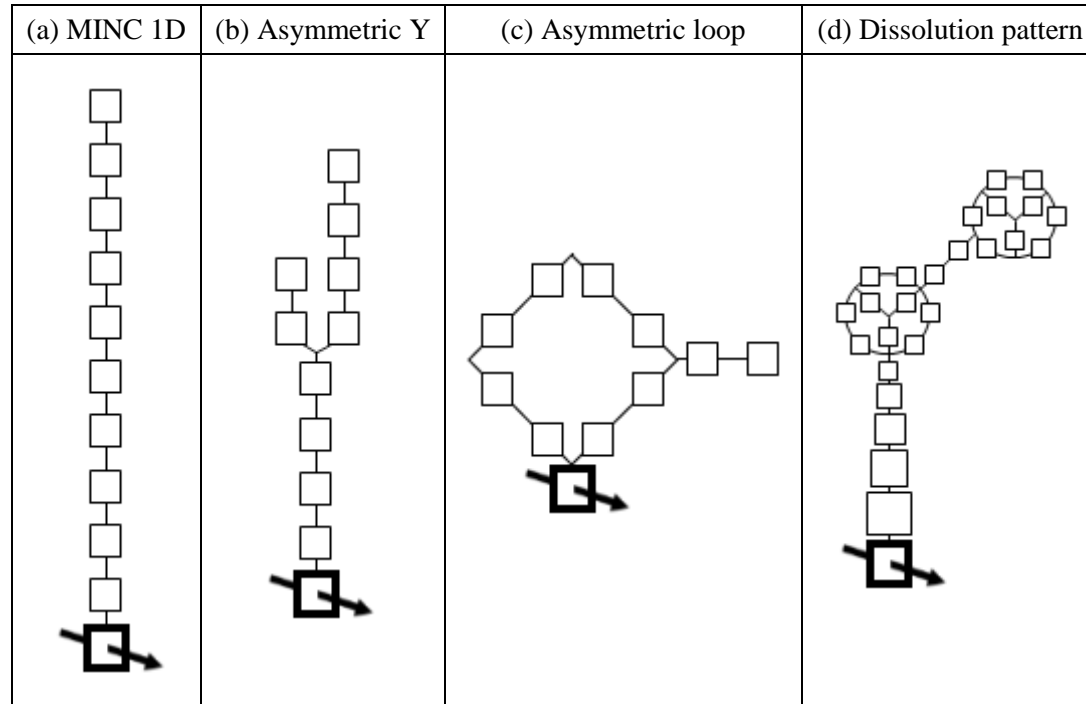 (a) MINC 1D
(b) Asymmetric Y
(c) Asymmetric loop
(d) Dissolution pattern